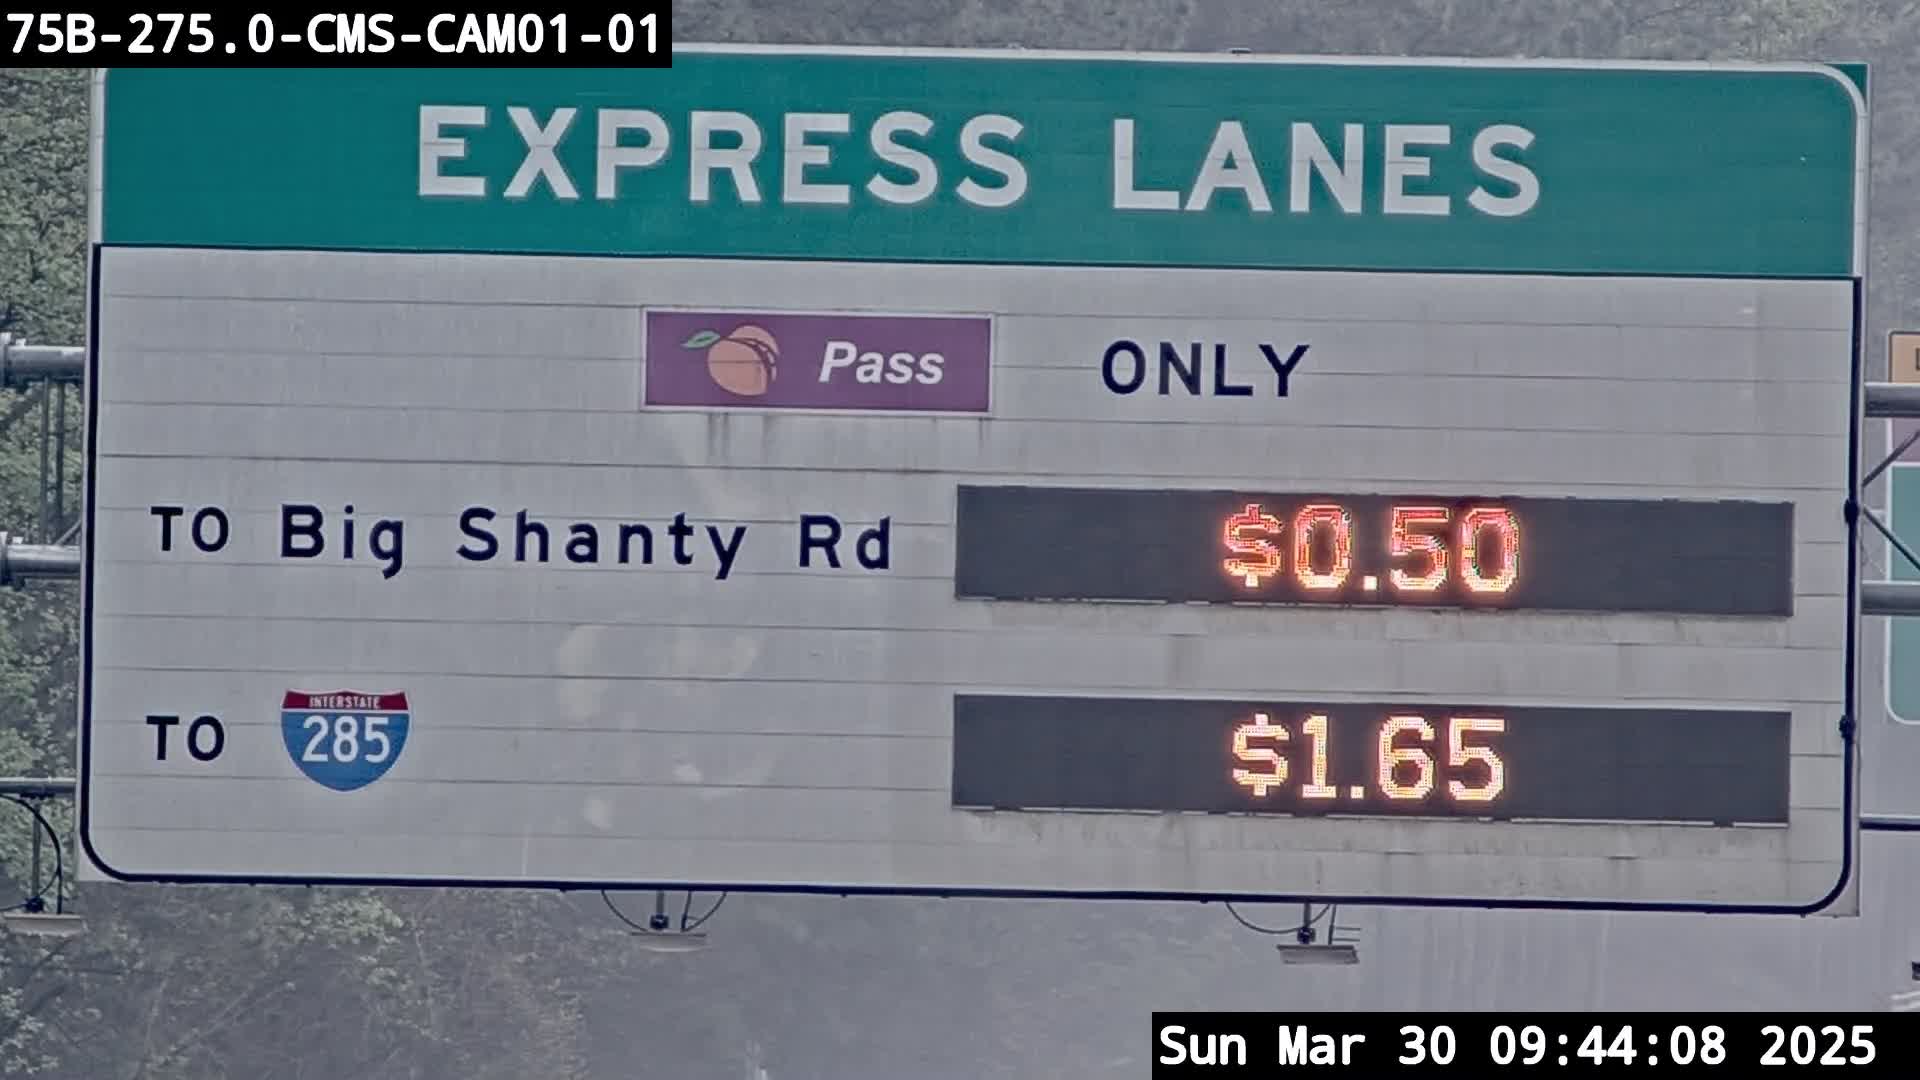 75B-275.0-CMS-CAM01-01
EXPRESS LANES
Pass ONLY
TO Big Shanty Rd $0.50
TO INTERSTATE 285 $1.65
Sun Mar 30 09:44:08 2025